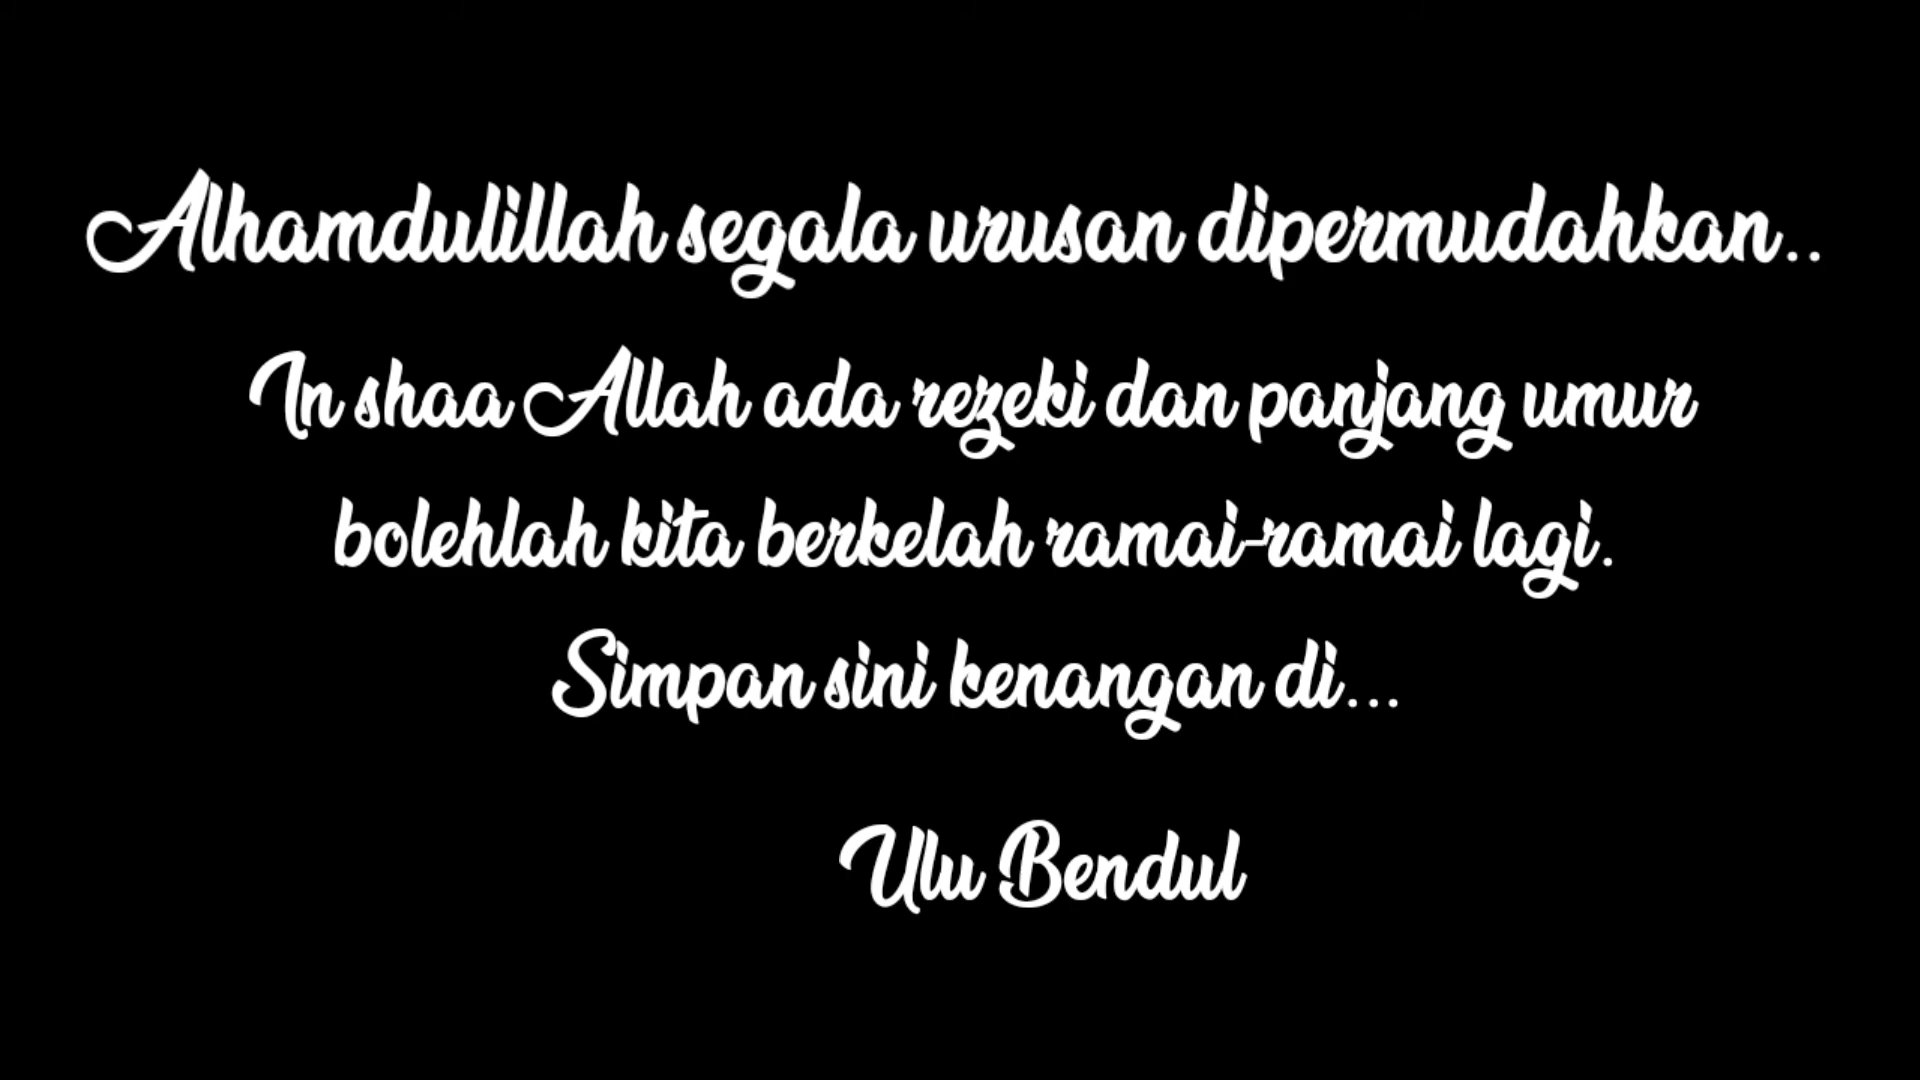 Alhamdulillah segala urusan dipermudahkan..
In shaa Allah ada rezeki dan panjang umur
bolehlah kita berkelah ramai-ramai lagi.
Simpan sini kenangan di...
Ulu Bendul